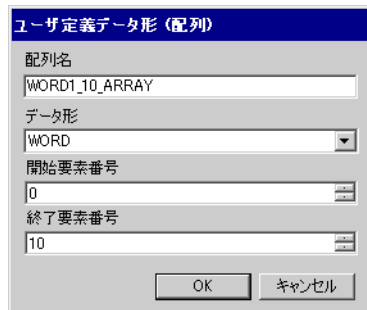 ユーザ定義データ形 (配列)
配列名
WORD1_10_ARRAY
データ形
WORD
開始要素番号
0
終了要素番号
10
OK キャンセル